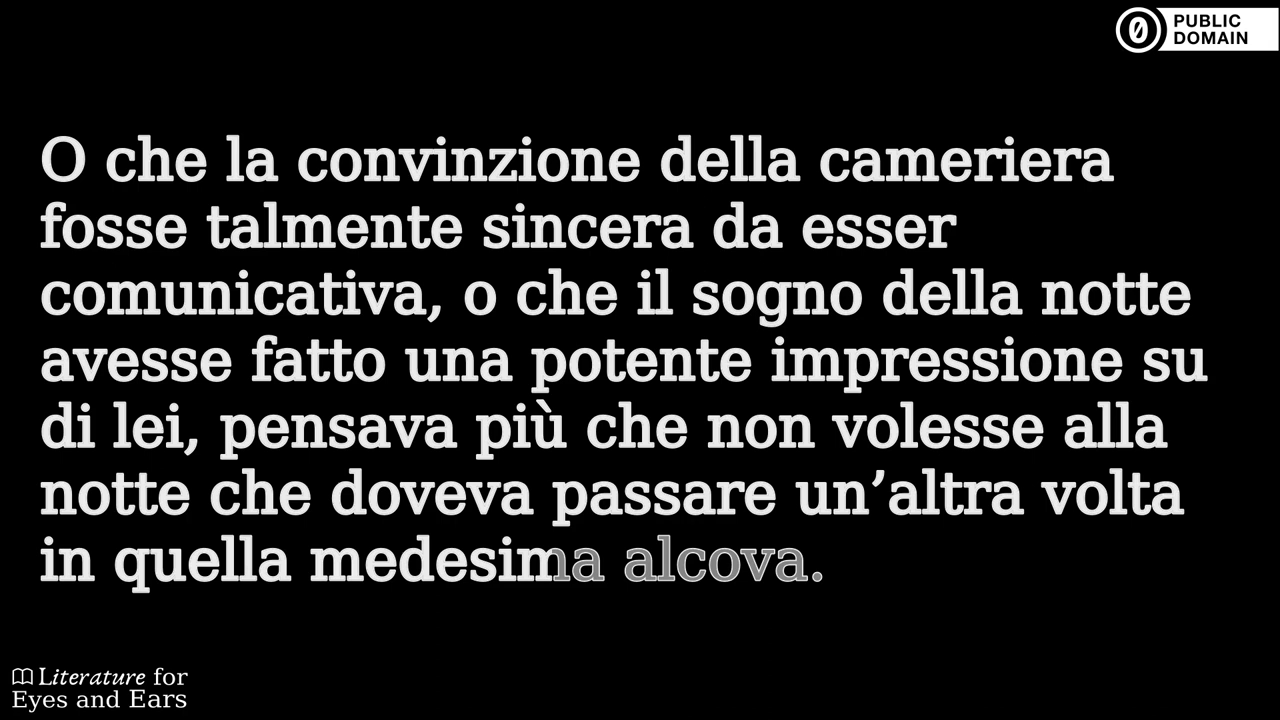 PUBLIC
DOMAIN
O che la convinzione della cameriera
fosse talmente sincera da esser
comunicativa, o che il sogno della notte
avesse fatto una potente impressione su
di lei, pensava più che non volesse alla
notte che doveva passare un’altra volta
in quella medesima alcova.
Literature for
Eyes and Ears